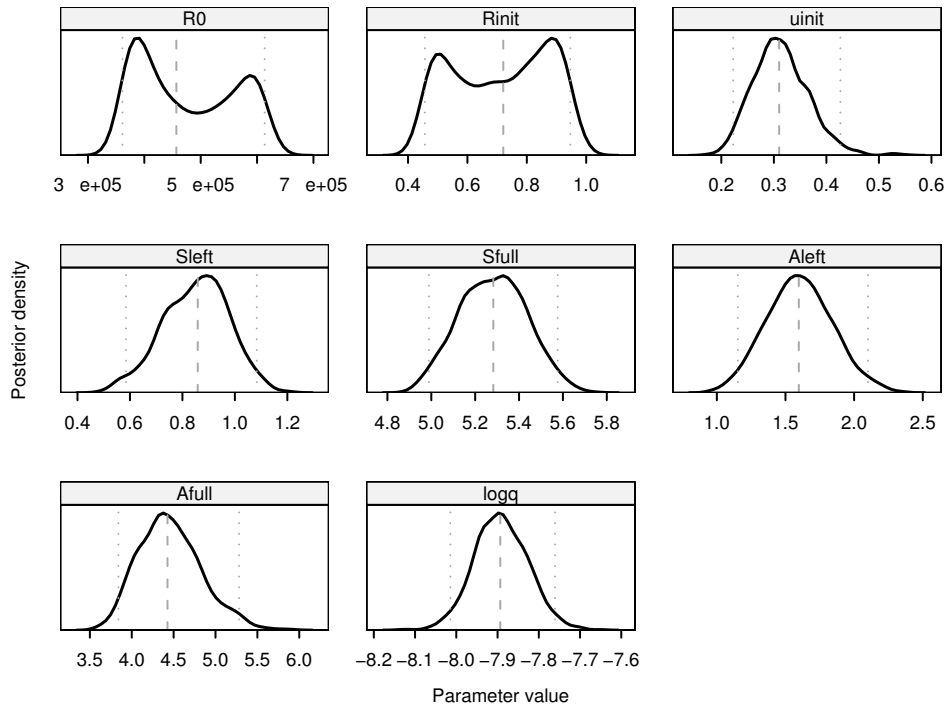 R0 Rinit uinit
3 e+05 5 e+05 7 e+05 0.4 0.6 0.8 1.0 0.2 0.3 0.4 0.5 0.6
Sleft Sfull Aleft
0.4 0.6 0.8 1.0 1.2 4.8 5.0 5.2 5.4 5.6 5.8 1.0 1.5 2.0 2.5
Posterior density
Afull logq
3.5 4.0 4.5 5.0 5.5 6.0 −8.2 −8.1 −8.0 −7.9 −7.8 −7.7 −7.6
Parameter value